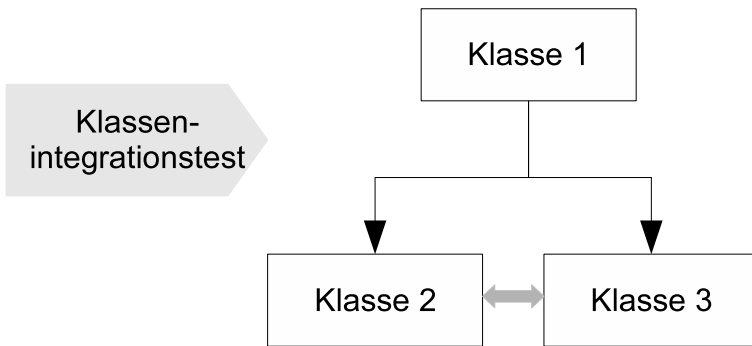 Klasse 1
Klassen-
integrationstest
Klasse 2
Klasse 3